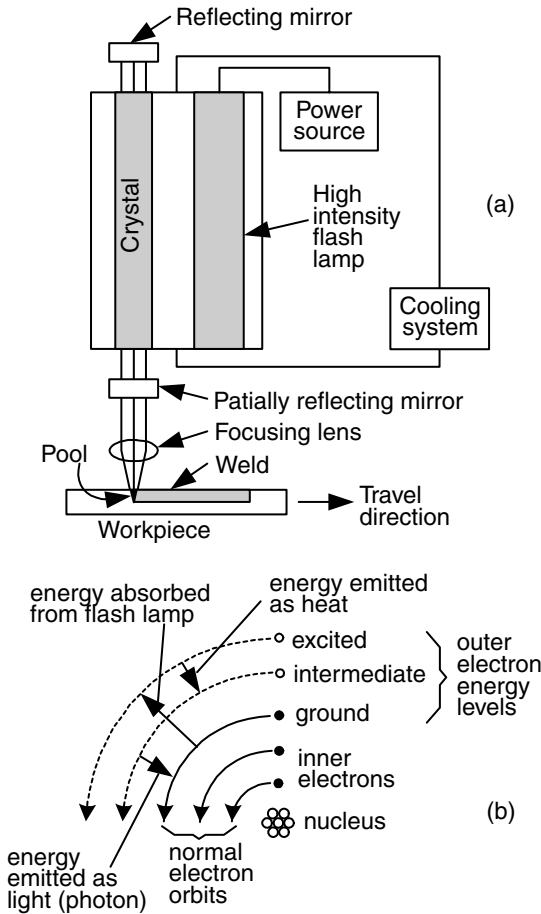 Reflecting mirror
Power
source
Crystal
High
intensity
flash
lamp
(a)
Cooling
system
Patially reflecting mirror
Focusing lens
Pool
Weld
Travel
direction
Workpiece
energy absorbed
from flash lamp
energy emitted
as heat
excited
intermediate
ground
outer
electron
energy
levels
inner
electrons
nucleus
(b)
energy
emitted as
light (photon)
normal
electron
orbits